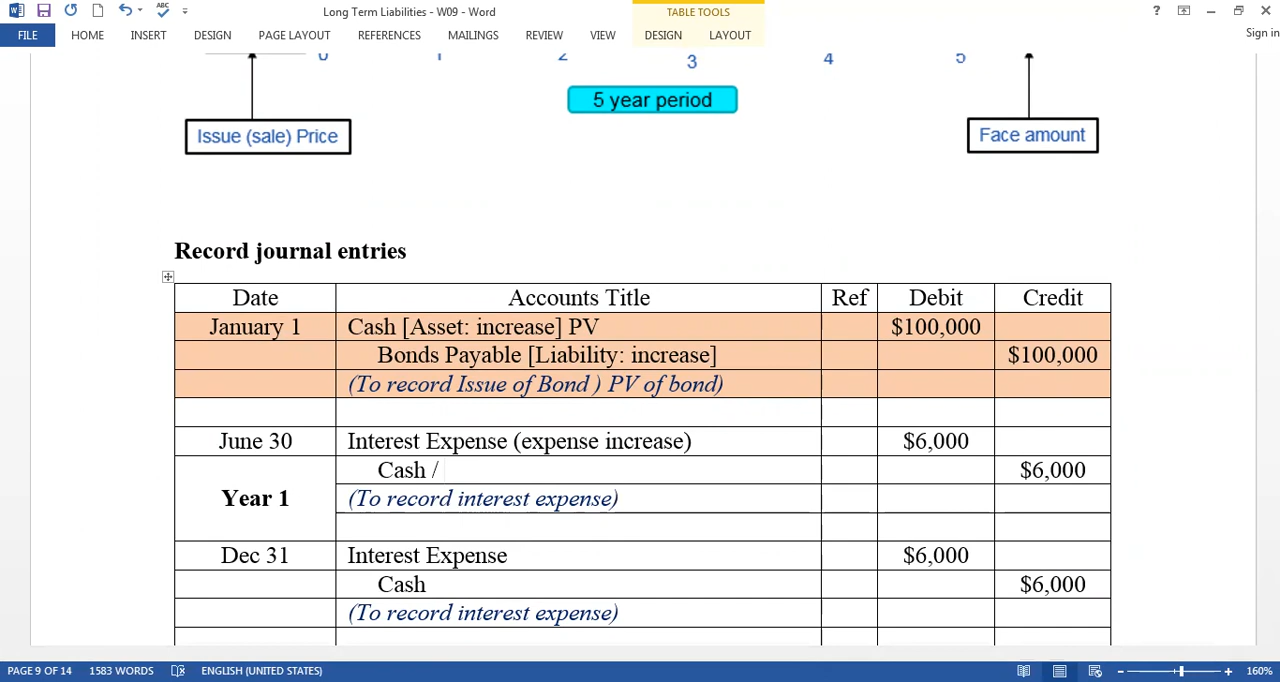 Long Term Liabilities - W09 - Word
TABLE TOOLS
?
FILE HOME INSERT DESIGN PAGE LAYOUT REFERENCES MAILINGS REVIEW VIEW DESIGN LAYOUT Sign in
0 1 2 3 4 5
5 year period
Issue (sale) Price
Face amount
Record journal entries
Date Accounts Title Ref Debit Credit
January 1 Cash [Asset: increase] PV $100,000
Bonds Payable [Liability: increase] $100,000
(To record Issue of Bond ) PV of bond)
June 30 Interest Expense (expense increase) $6,000
Cash / $6,000
Year 1 (To record interest expense)
Dec 31 Interest Expense $6,000
Cash $6,000
(To record interest expense)
PAGE 9 OF 14 1583 WORDS ENGLISH (UNITED STATES) 160%